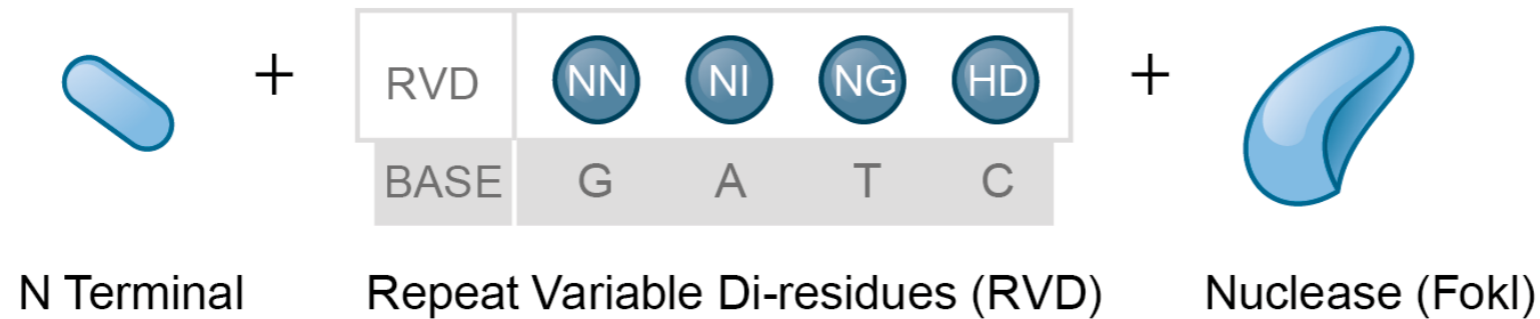 + RVD NN NI NG HD +
BASE G A T C
N Terminal Repeat Variable Di-residues (RVD) Nuclease (FokI)